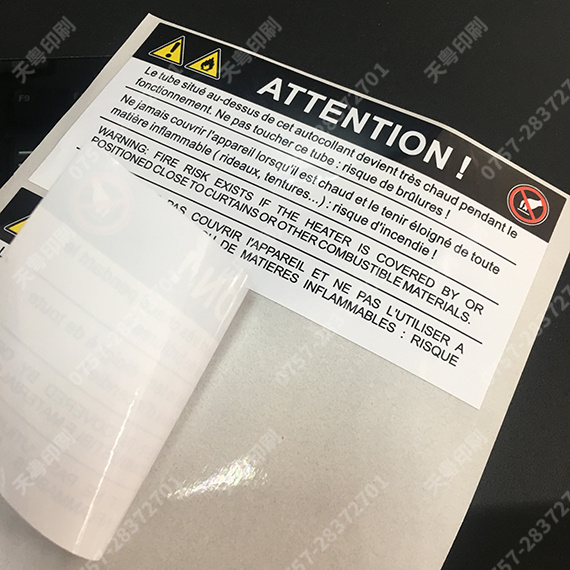 ATTENTION !
Le tube situé au-dessus de cet autocollant devient très chaud pendant le
fonctionnement. Ne pas toucher ce tube : risque de brûlures !
Ne jamais couvrir l'appareil lorsqu'il est chaud et le tenir éloigné de toute
matière inflammable ( rideaux, tentures...) : risque d'incendie !
WARNING: FIRE RISK EXISTS IF THE HEATER IS COVERED BY OR
POSITIONED CLOSE TO CURTAINS OR OTHER COMBUSTIBLE MATERIALS.
PAS COUVRIR l'APPAREIL ET NE PAS L'UTILISER A
DE MATIERES INFLAMMABLES : RISQUE
天粤印刷
0757-28372701